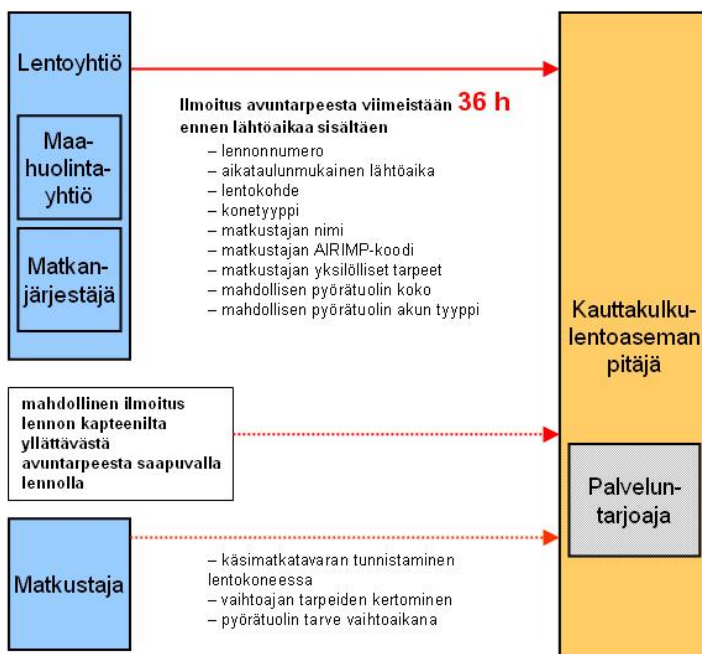 Lentoyhtiö
Maa-
huolinta-
yhtiö
Matkan-
järjestäjä
Ilmoitus avuntarpeesta viimeistään 36 h
ennen lähtöaikaa sisältäen
– lennonnumero
– aikataulunmukainen lähtöaika
– lentokohde
– konetyyppi
– matkustajan nimi
– matkustajan AIRIMP-koodi
– matkustajan yksilölliset tarpeet
– mahdollisen pyörätuolin koko
– mahdollisen pyörätuolin akun tyyppi
Kauttakulku-
lentoaseman
pitäjä
mahdollinen ilmoitus
lennon kapteenilta
yllättävästä
avuntarpeesta saapuvalla
lennolla
Palvelun-
tarjoaja
Matkustaja
– käsimatkatavaran tunnistaminen
lentokoneessa
– vaihtoajan tarpeiden kertominen
– pyörätuolin tarve vaihtoaikana